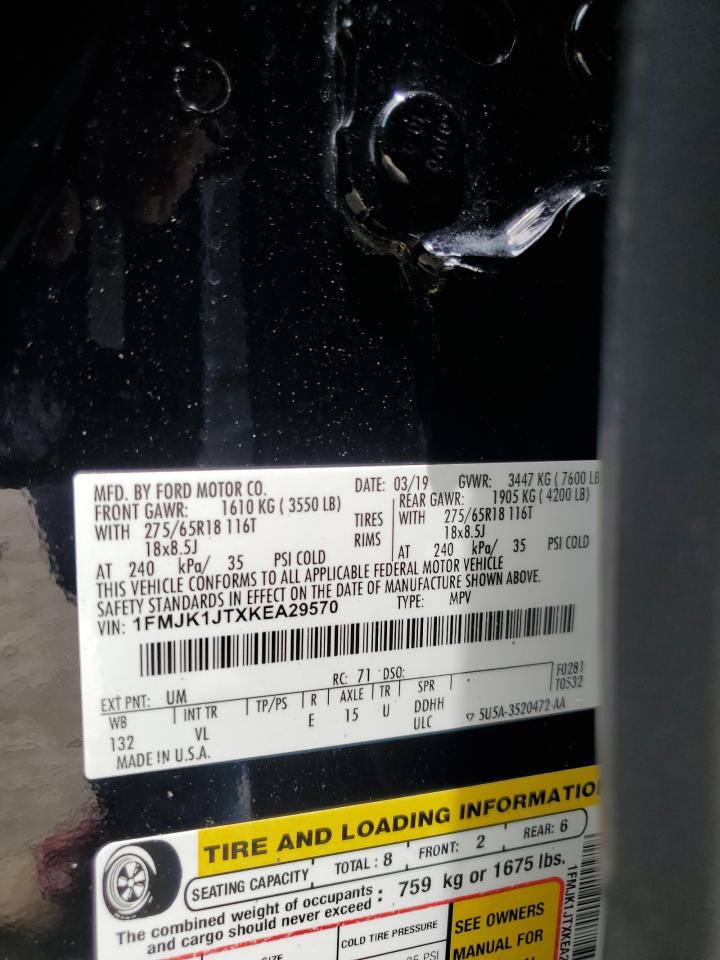 MFD. BY FORD MOTOR CO.
DATE: 03/19 GVWR: 3447 KG ( 7600 LB
FRONT GAWR: 1610 KG ( 3550 LB)
REAR GAWR: 1905 KG ( 4200 LB)
WITH 275/65R18 116T TIRES WITH 275/65R18 116T
18x8.5J RIMS 18x8.5J
AT 240 kPa/ 35 PSI COLD AT 240 kPa/ 35 PSI COLD
THIS VEHICLE CONFORMS TO ALL APPLICABLE FEDERAL MOTOR VEHICLE
SAFETY STANDARDS IN EFFECT ON THE DATE OF MANUFACTURE SHOWN ABOVE.
VIN: 1FMJK1JTXKEA29570 TYPE: MPV
F0281
T0532
EXT PNT: UM RC: 71 DSO:
WB INT TR TP/PS R AXLE TR SPR
132 VL E 15 U DDHH
ULC
MADE IN U.S.A.
5U5A-3520472-AA
TIRE AND LOADING INFORMATIO
SEATING CAPACITY TOTAL : 8 FRONT: 2 REAR: 6
The combined weight of occupants
and cargo should never exceed : 759 kg or 1675 lbs.
SIZE COLD TIRE PRESSURE
35 PSI
SEE OWNERS
MANUAL FOR
1FMJK1JTXKEA2